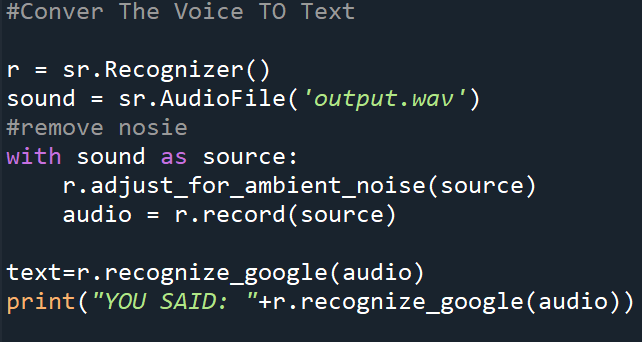 #Conver The Voice TO Text
r = sr.Recognizer()
sound = sr.AudioFile('output.wav')
#remove nosie
with sound as source:
    r.adjust_for_ambient_noise(source)
    audio = r.record(source)
text=r.recognize_google(audio)
print("YOU SAID: "+r.recognize_google(audio))